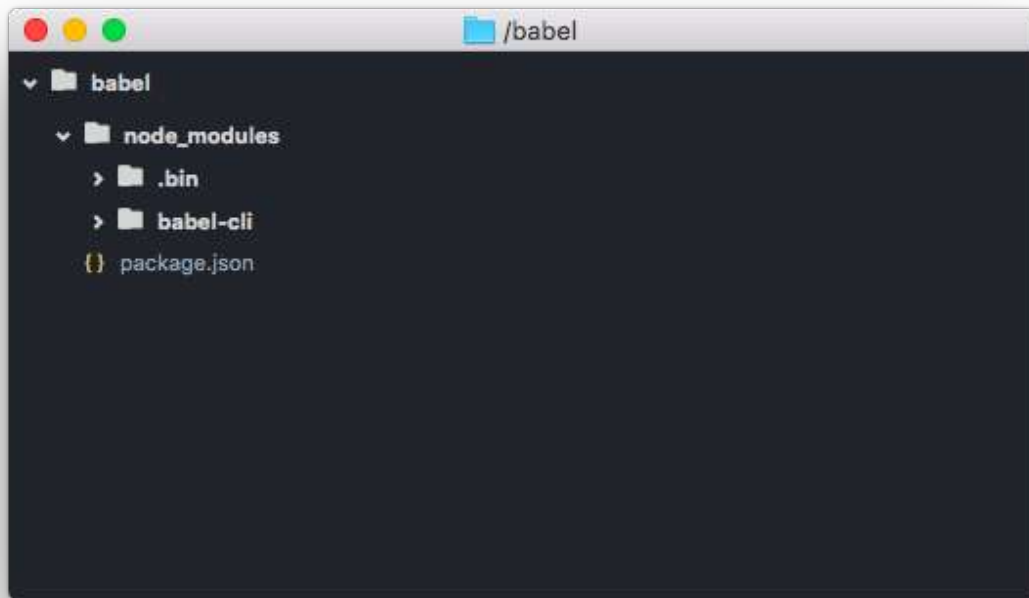 /babel
babel
node_modules
.bin
babel-cli
{} package.json